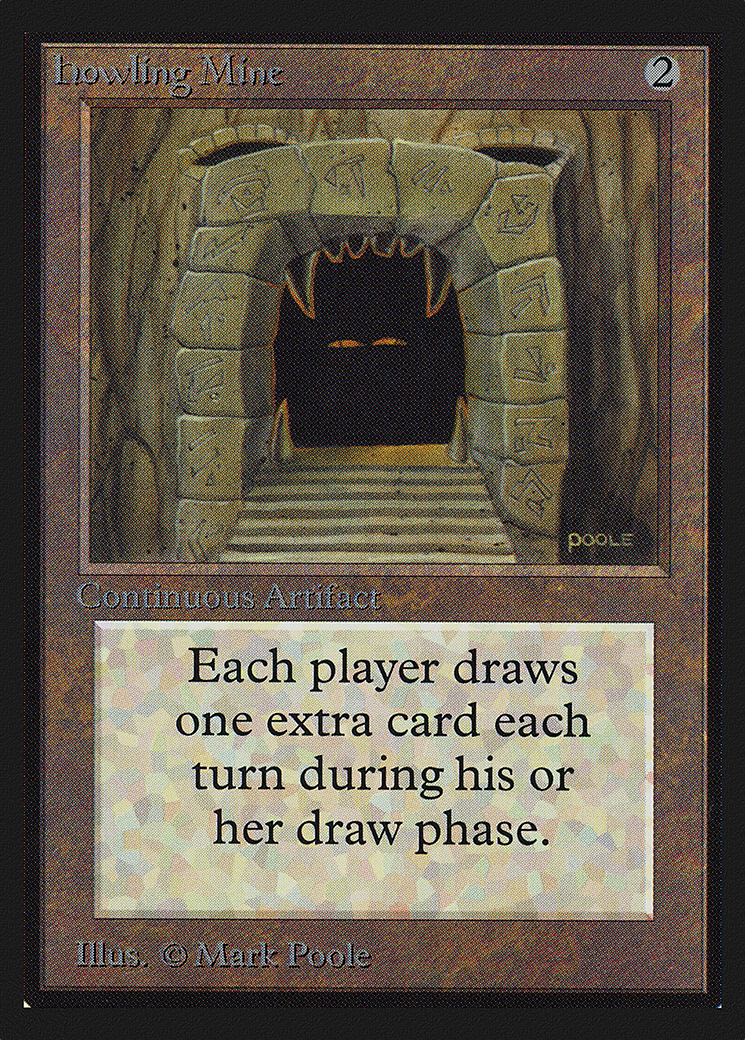 Howling Mine
2
POOLE
Continuous Artifact
Each player draws
one extra card each
turn during his or
her draw phase.
Illus. © Mark Poole